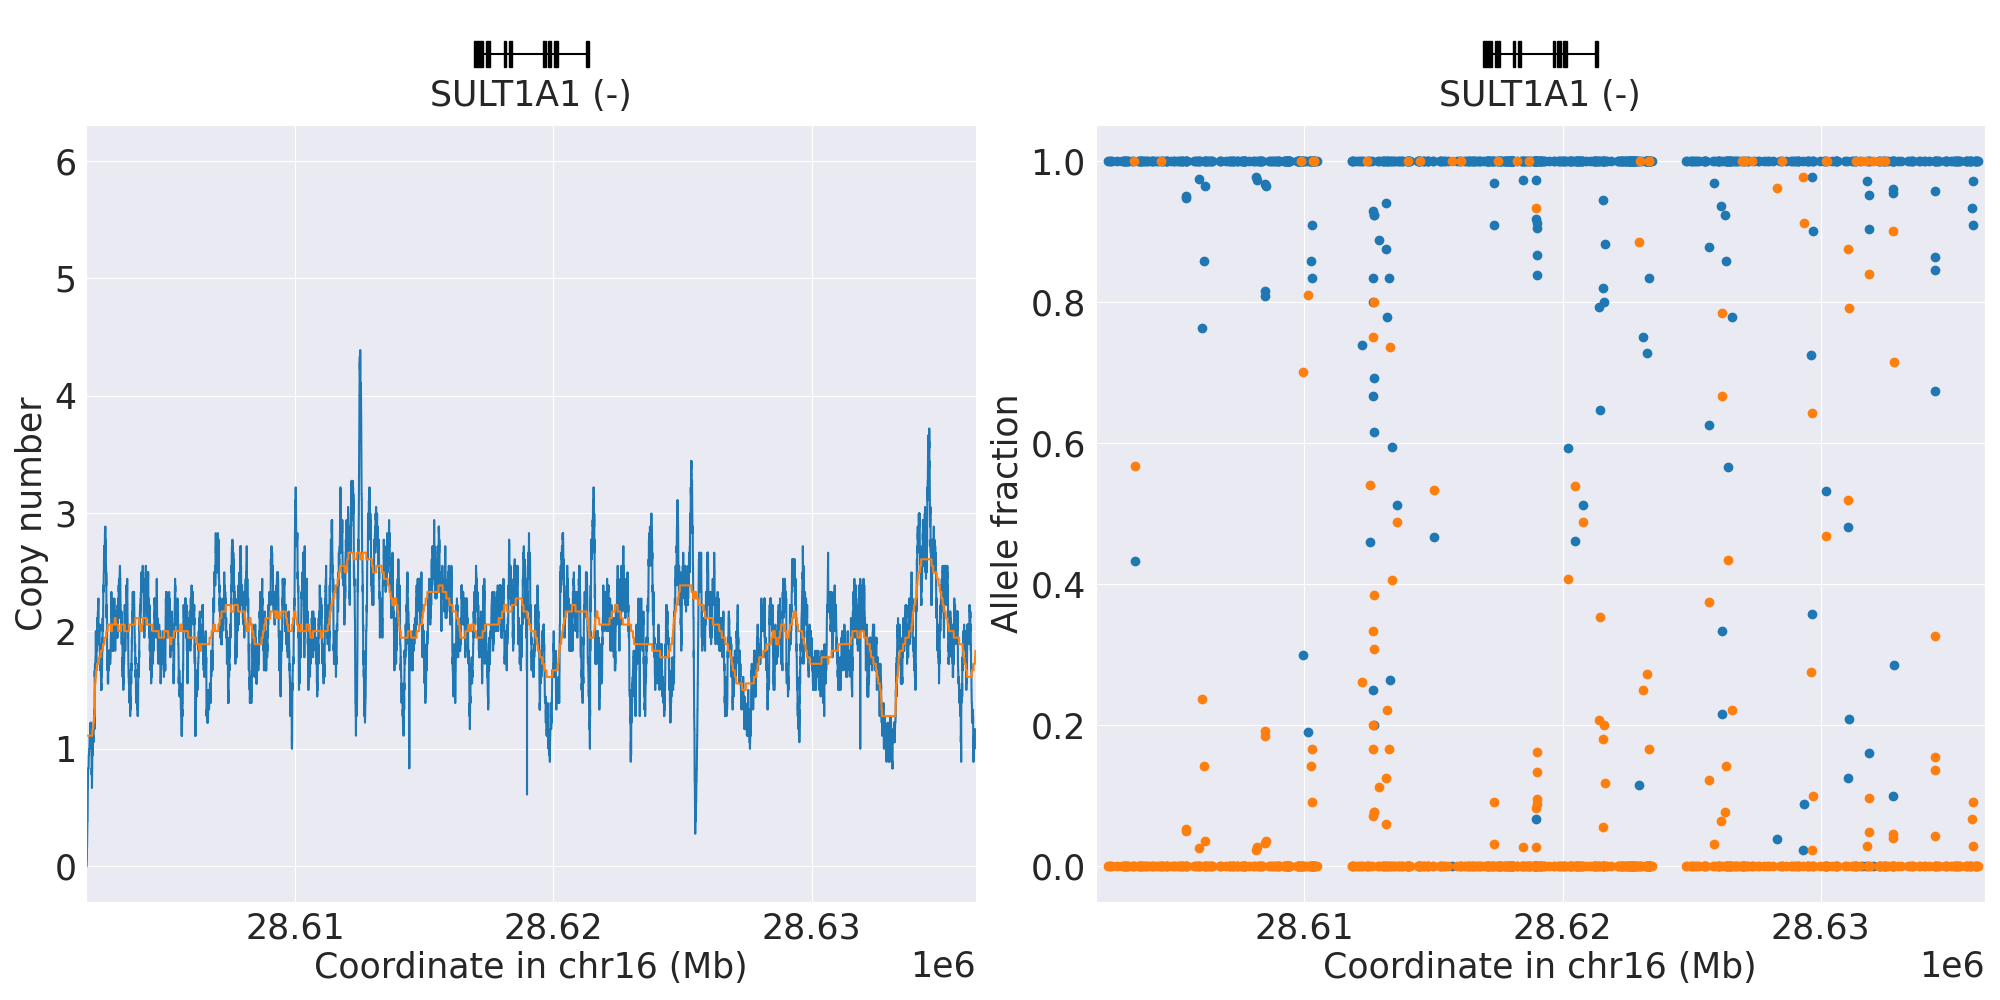 SULT1A1 (-)
6
5
4
3
2
1
0
Copy number
28.61
28.62
28.63
Coordinate in chr16 (Mb)
1e6
SULT1A1 (-)
1.0
0.8
0.6
0.4
0.2
0.0
Allele fraction
28.61
28.62
28.63
Coordinate in chr16 (Mb)
1e6